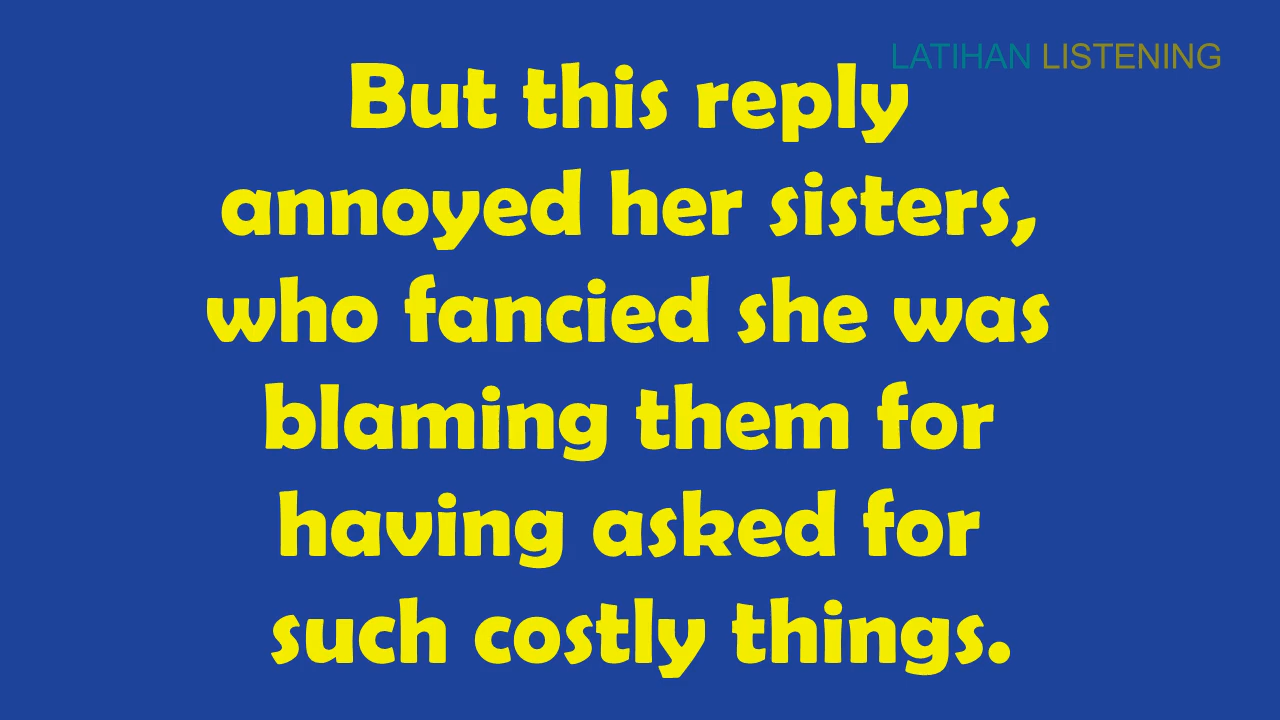 LATIHAN LISTENING
But this reply
annoyed her sisters,
who fancied she was
blaming them for
having asked for
such costly things.